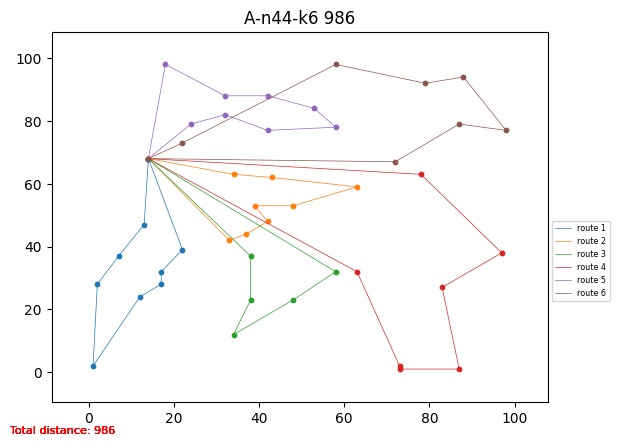 A-n44-k6 986
100
80
60
40
20
0
0 20 40 60 80 100
route 1
route 2
route 3
route 4
route 5
route 6
Total distance: 986